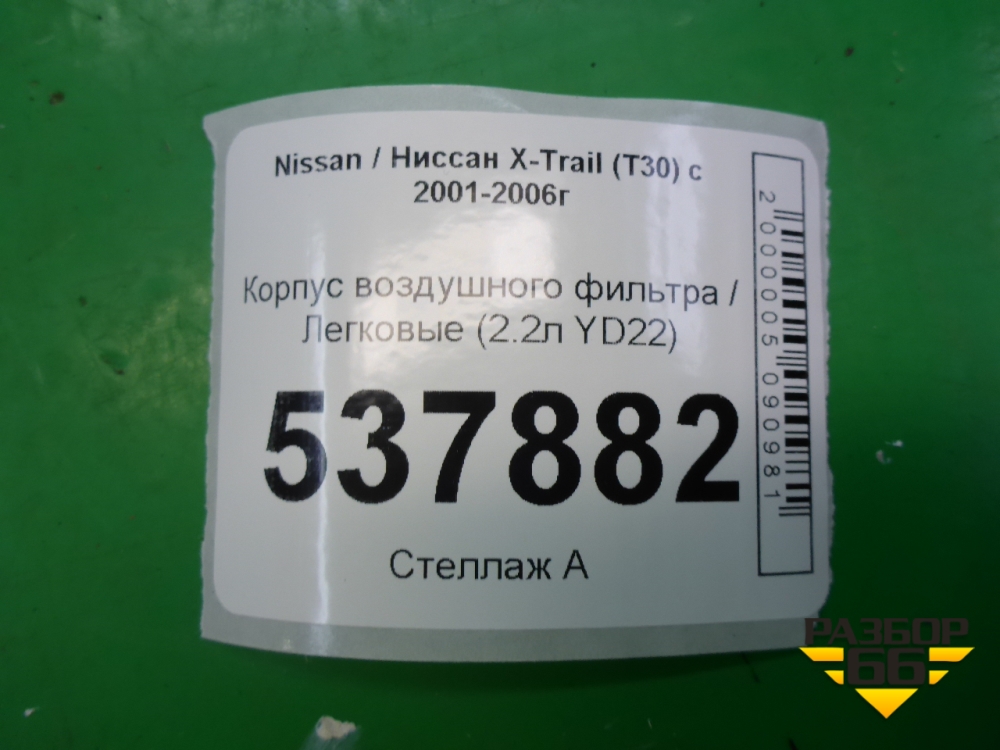 Nissan / Ниссан X-Trail (T30) с
2001-2006г
Корпус воздушного фильтра /
Легковые (2.2л YD22)
537882
Стеллаж А
2000005090981
РАЗБОР
66